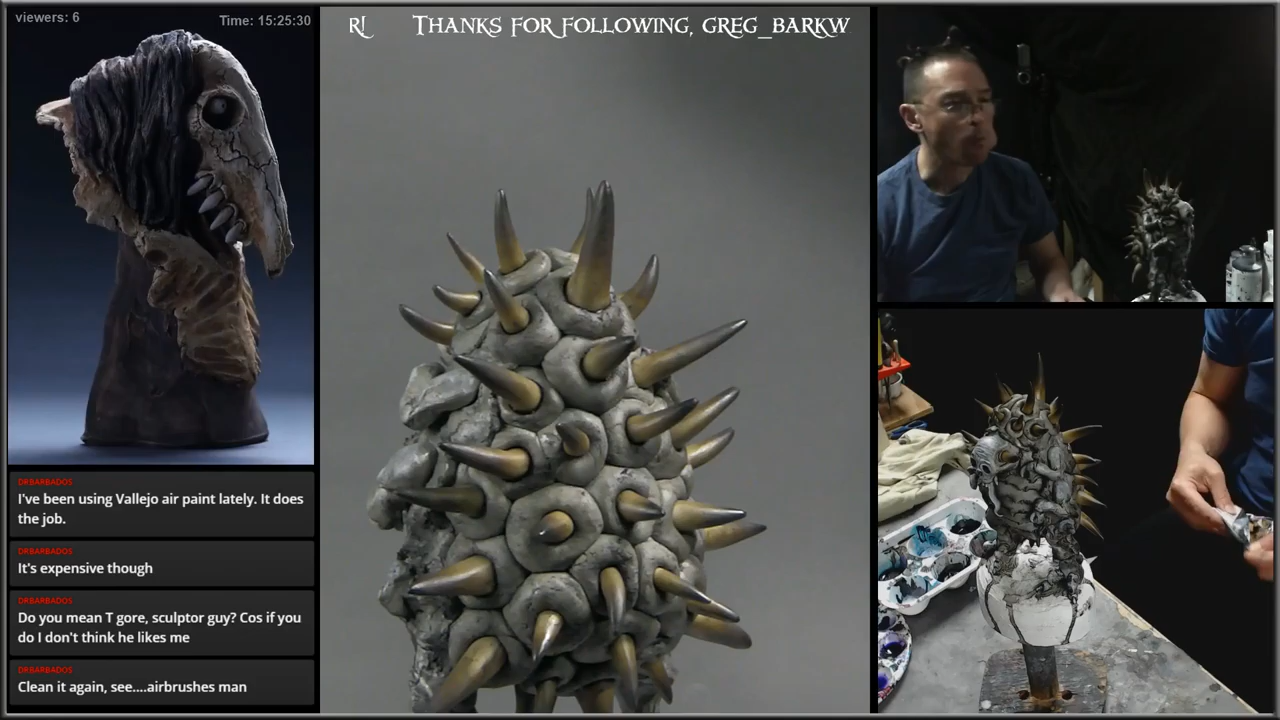 viewers: 6
Time: 15:25:30
THANKS FOR FOLLOWING, GREG_BARKW
DRBARBADOS
I've been using Vallejo air paint lately. It does
the job.
DRBARBADOS
It's expensive though
DRBARBADOS
Do you mean T gore, sculptor guy? Cos if you
do I don't think he likes me
DRBARBADOS
Clean it again, see....airbrushes man